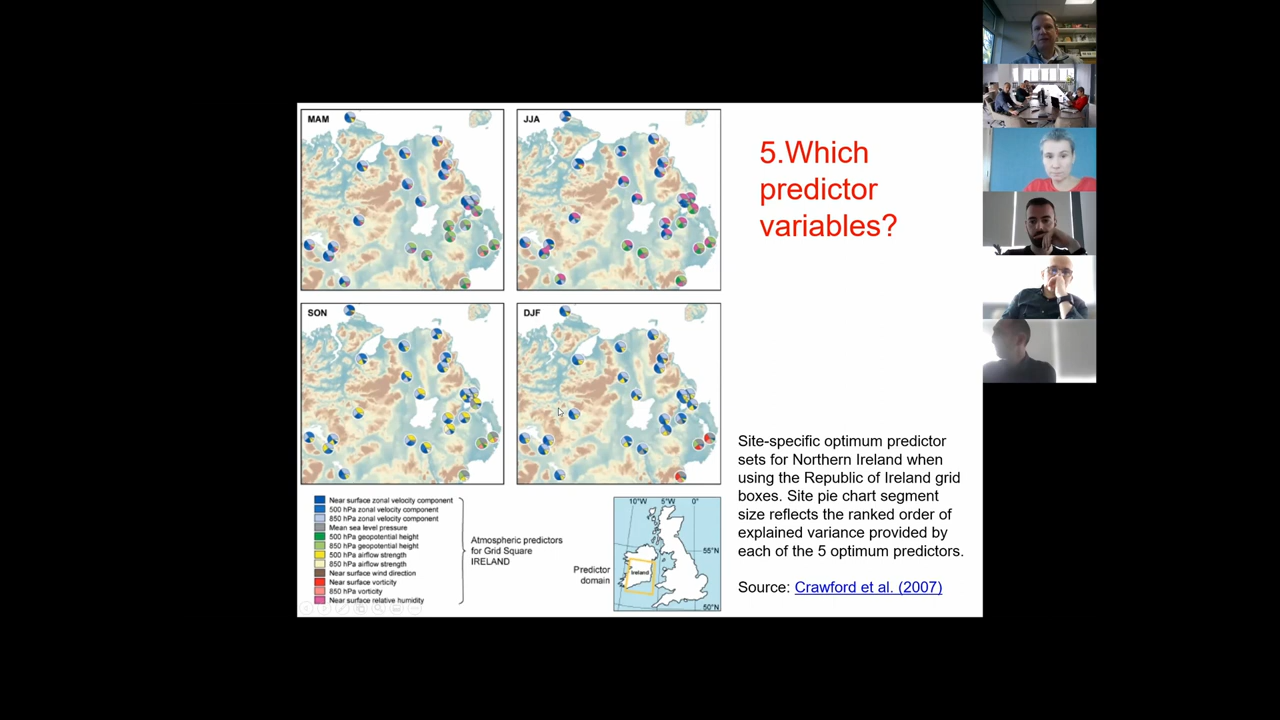 MAM
JJA
5.Which
predictor
variables?
SON
DJF
Site-specific optimum predictor
sets for Northern Ireland when
using the Republic of Ireland grid
boxes. Site pie chart segment
size reflects the ranked order of
explained variance provided by
each of the 5 optimum predictors.
Source: Crawford et al. (2007)
Near surface zonal velocity component
500 hPa zonal velocity component
850 hPa zonal velocity component
Mean sea level pressure
500 hPa geopotential height
850 hPa geopotential height
500 hPa airflow strength
850 hPa airflow strength
Near surface wind direction
Near surface vorticity
850 hPa vorticity
Near surface relative humidity
Atmospheric predictors
for Grid Square
IRELAND
Predictor
domain
10°W 5°W 0°
55°N
Ireland
50°N